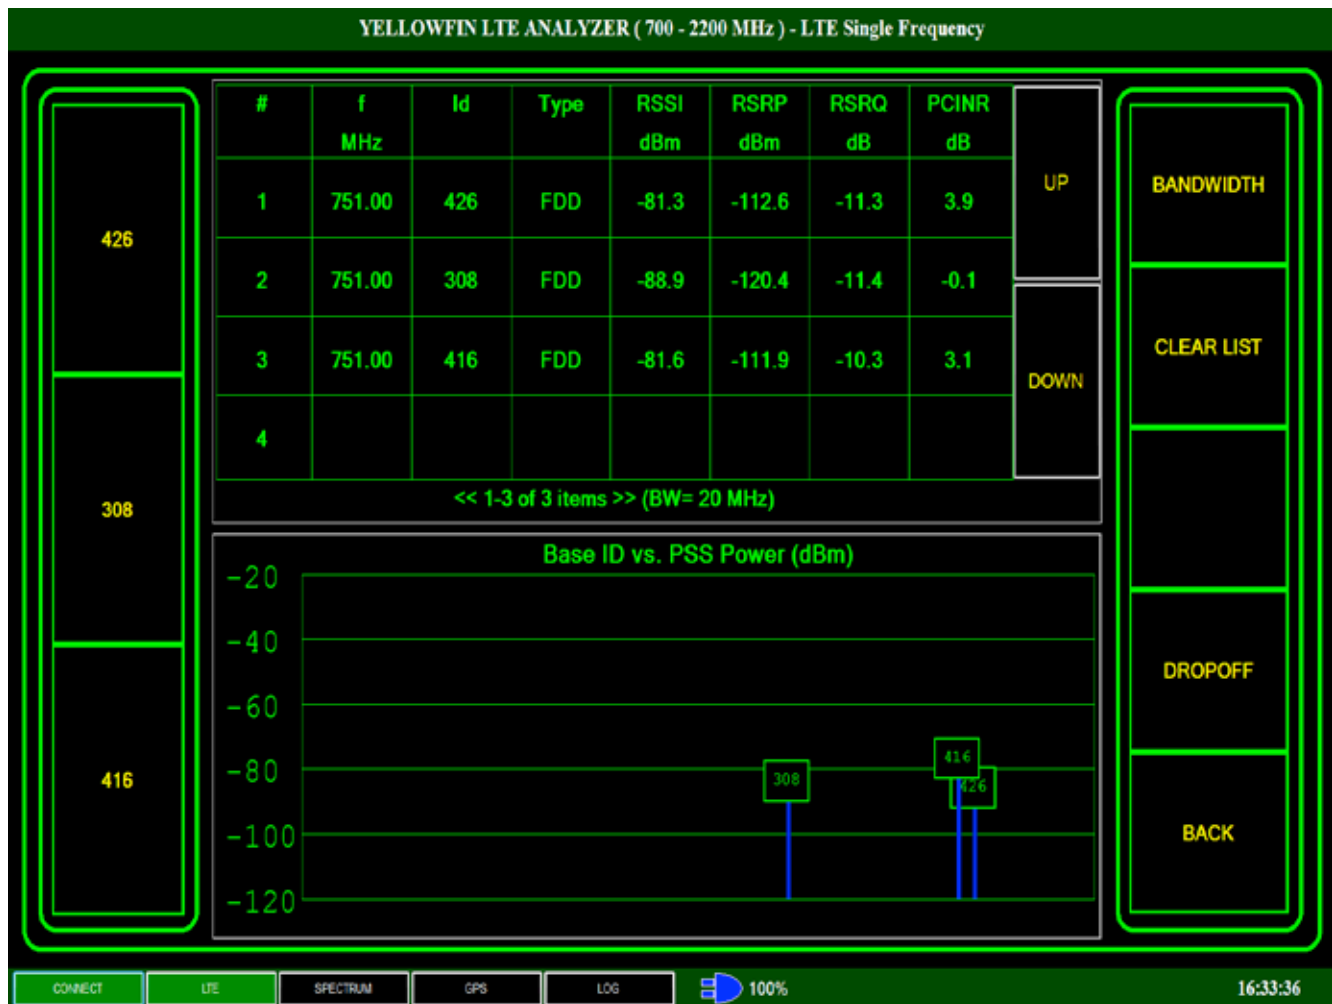 YELLOWFIN LTE ANALYZER ( 700 - 2200 MHz ) - LTE Single Frequency
426
308
416
# f Id Type RSSI RSRP RSRQ PCINR
MHz dBm dBm dB dB
1 751.00 426 FDD -81.3 -112.6 -11.3 3.9
2 751.00 308 FDD -88.9 -120.4 -11.4 -0.1
3 751.00 416 FDD -81.6 -111.9 -10.3 3.1
4
<< 1-3 of 3 items >> (BW= 20 MHz)
UP
DOWN
Base ID vs. PSS Power (dBm)
-20
-40
-60
-80
-100
-120
308
416
426
BANDWIDTH
CLEAR LIST
DROPOFF
BACK
CONNECT LTE SPECTRUM GPS LOG 100% 16:33:36